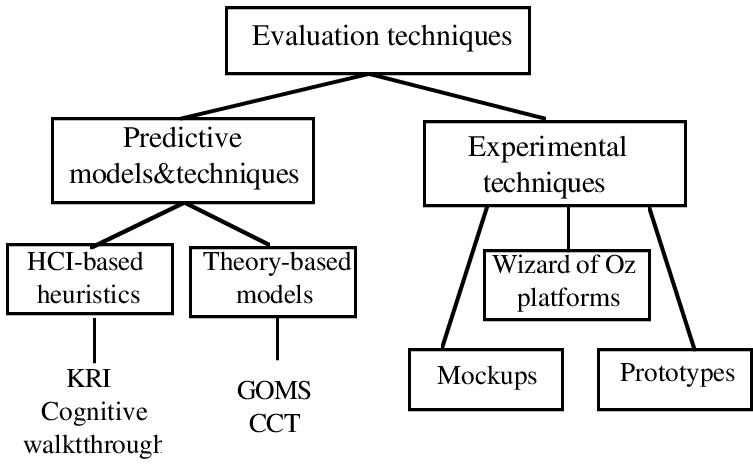 Evaluation techniques
Predictive
models&techniques
Experimental
techniques
HCI-based
heuristics
Theory-based
models
Wizard of Oz
platforms
Mockups
Prototypes
KRI
Cognitive
walktthrough
GOMS
CCT